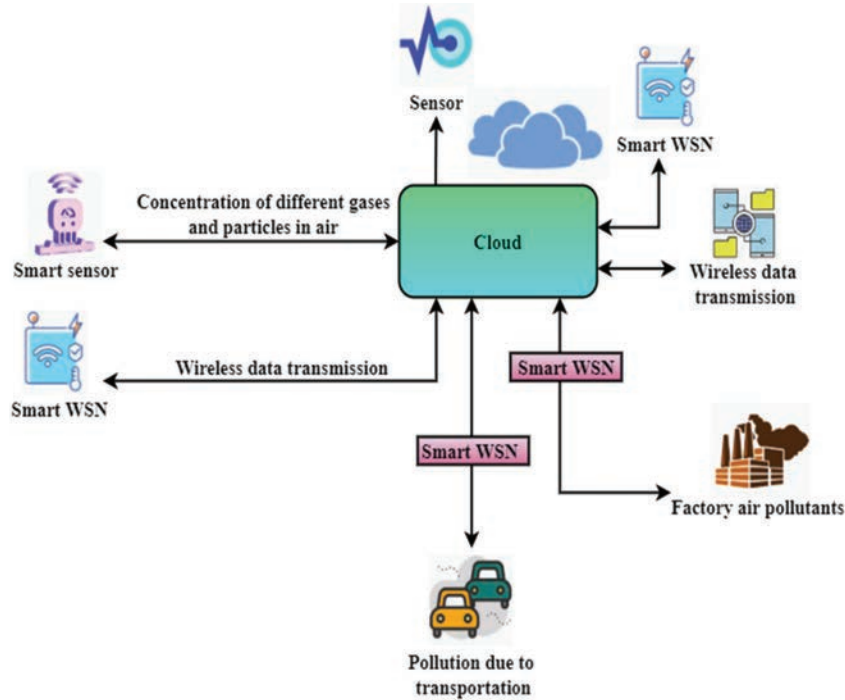 Sensor
Smart WSN
Concentration of different gases
and particles in air
Smart sensor
Cloud
Wireless data
transmission
Wireless data transmission
Smart WSN
Smart WSN
Smart WSN
Factory air pollutants
Pollution due to
transportation